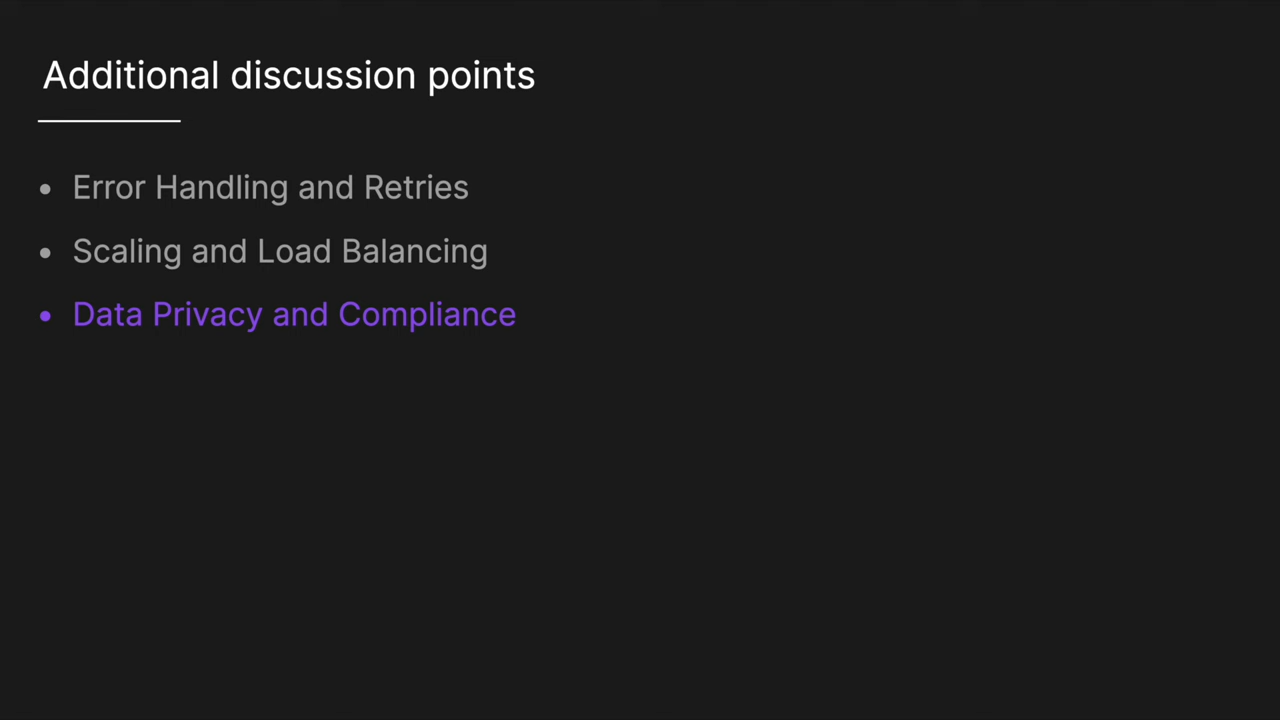 Additional discussion points
• Error Handling and Retries
• Scaling and Load Balancing
• Data Privacy and Compliance